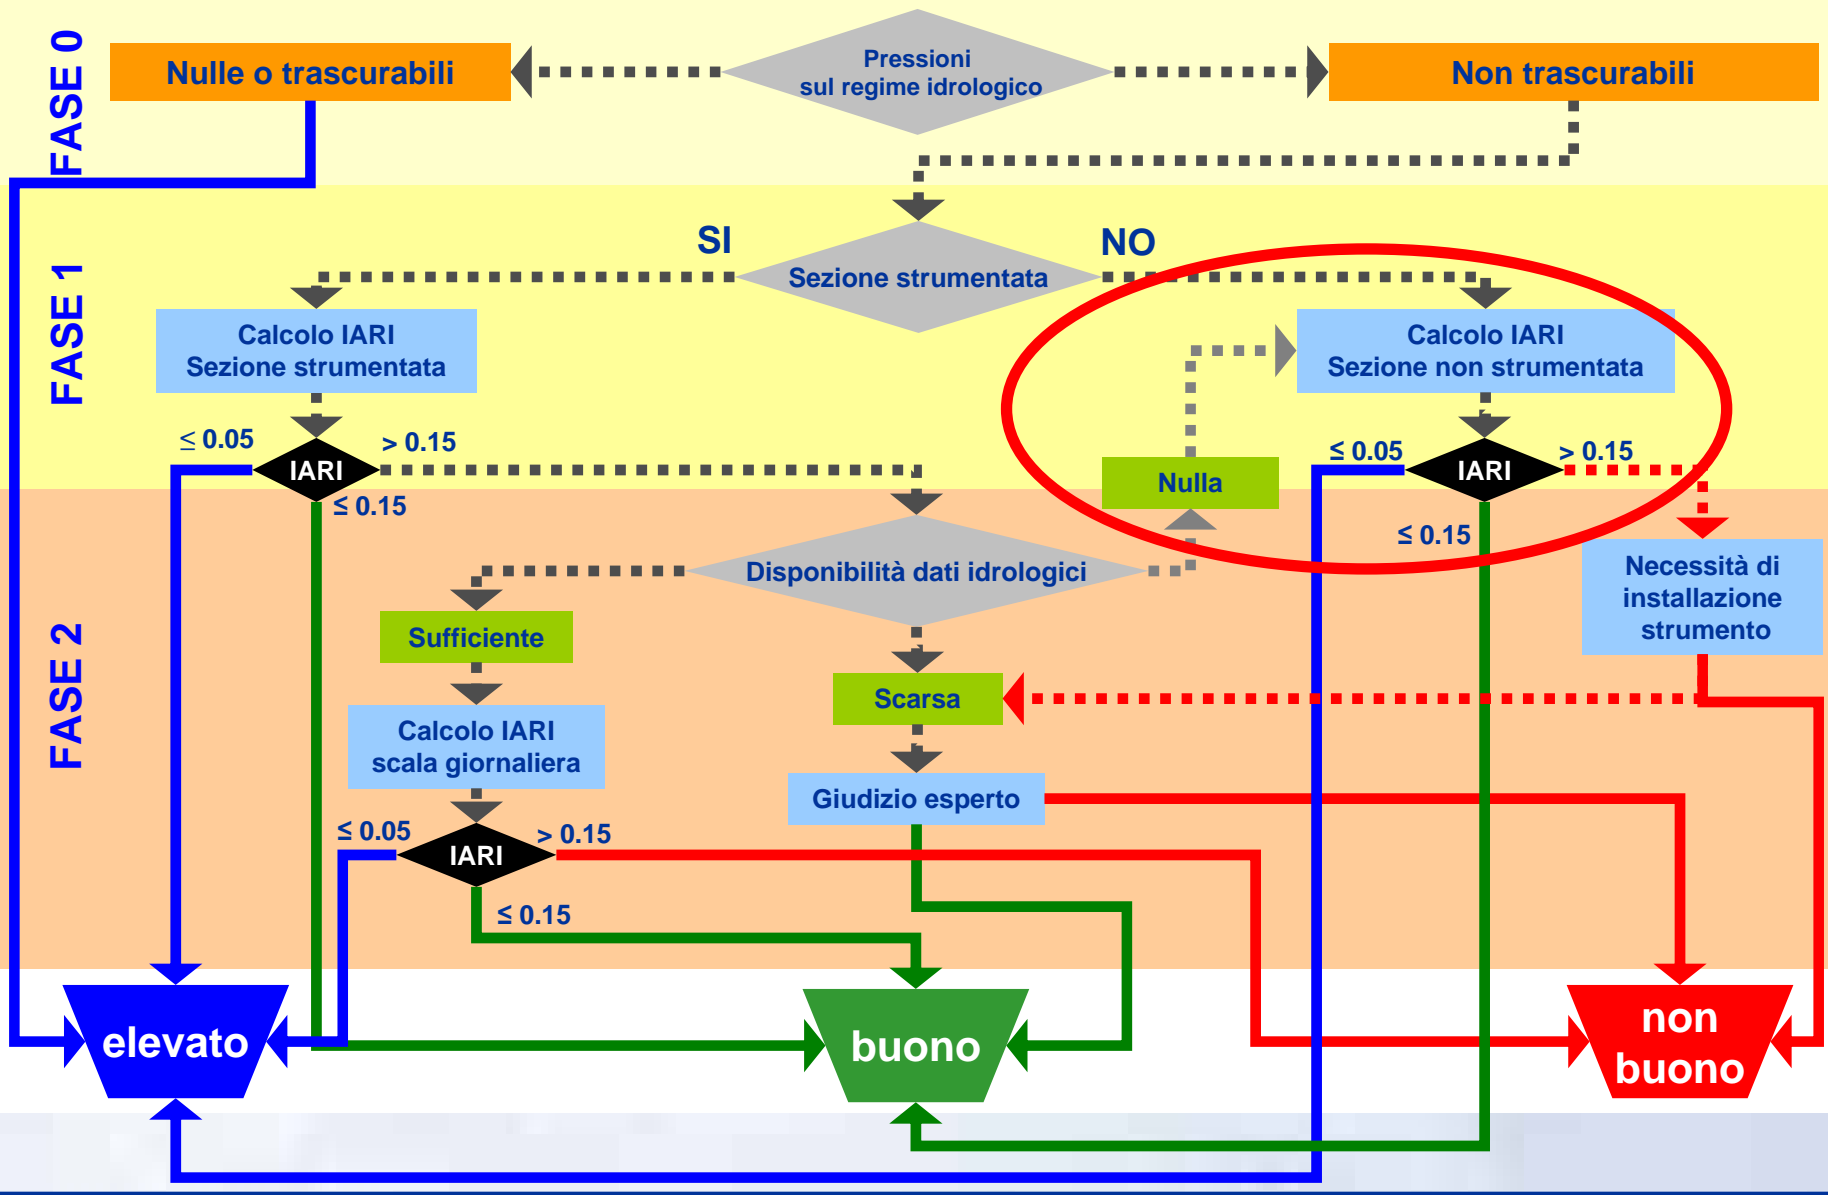 FASE 0
Nulle o trascurabili
Pressioni
sul regime idrologico
Non trascurabili
FASE 1
SI
NO
Sezione strumentata
Calcolo IARI
Sezione strumentata
Calcolo IARI
Sezione non strumentata
≤ 0.05
> 0.15
IARI
≤ 0.15
Nulla
≤ 0.05
> 0.15
IARI
≤ 0.15
FASE 2
Disponibilità dati idrologici
Necessità di
installazione
strumento
Sufficiente
Scarsa
Calcolo IARI
scala giornaliera
Giudizio esperto
≤ 0.05
> 0.15
IARI
≤ 0.15
elevato
buono
non
buono